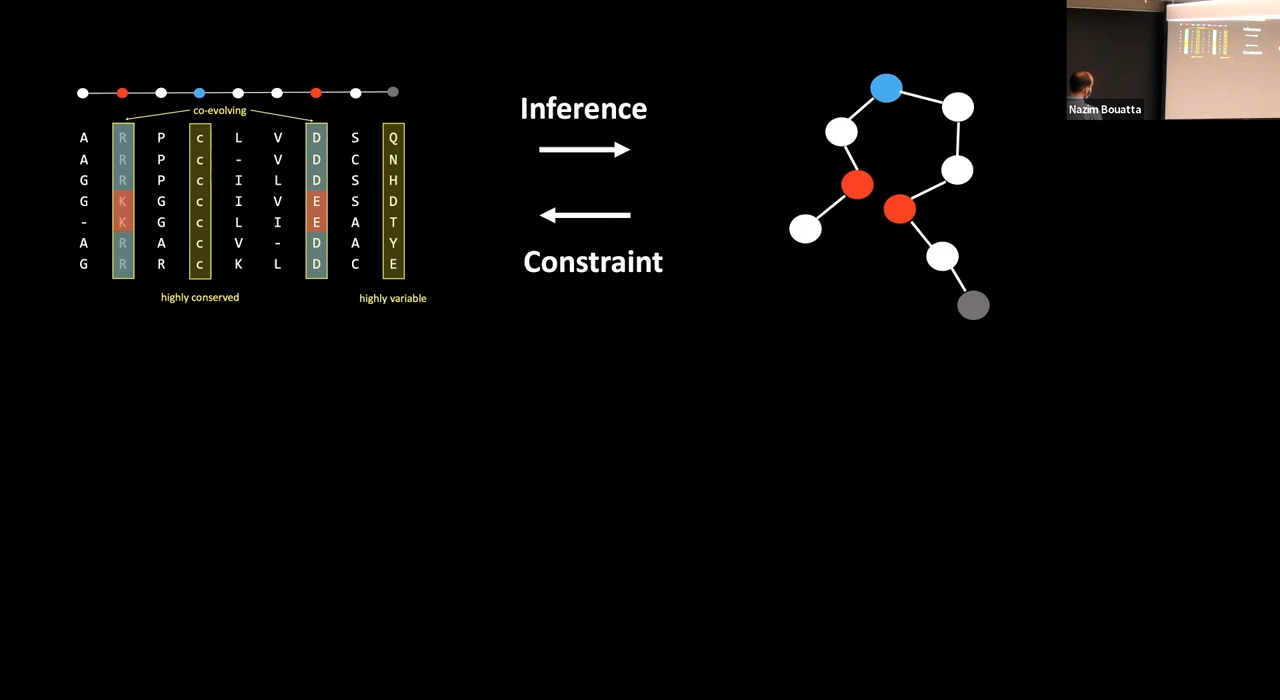 co-evolving
A R P c L V D S Q
A R P c - V D C N
G R P c I L D S H
G K G c I V E S D
- K G c L I E A T
A R A c V - D A Y
G R R c K L D C E
highly conserved highly variable
Inference
Constraint
Nazim Bouatta